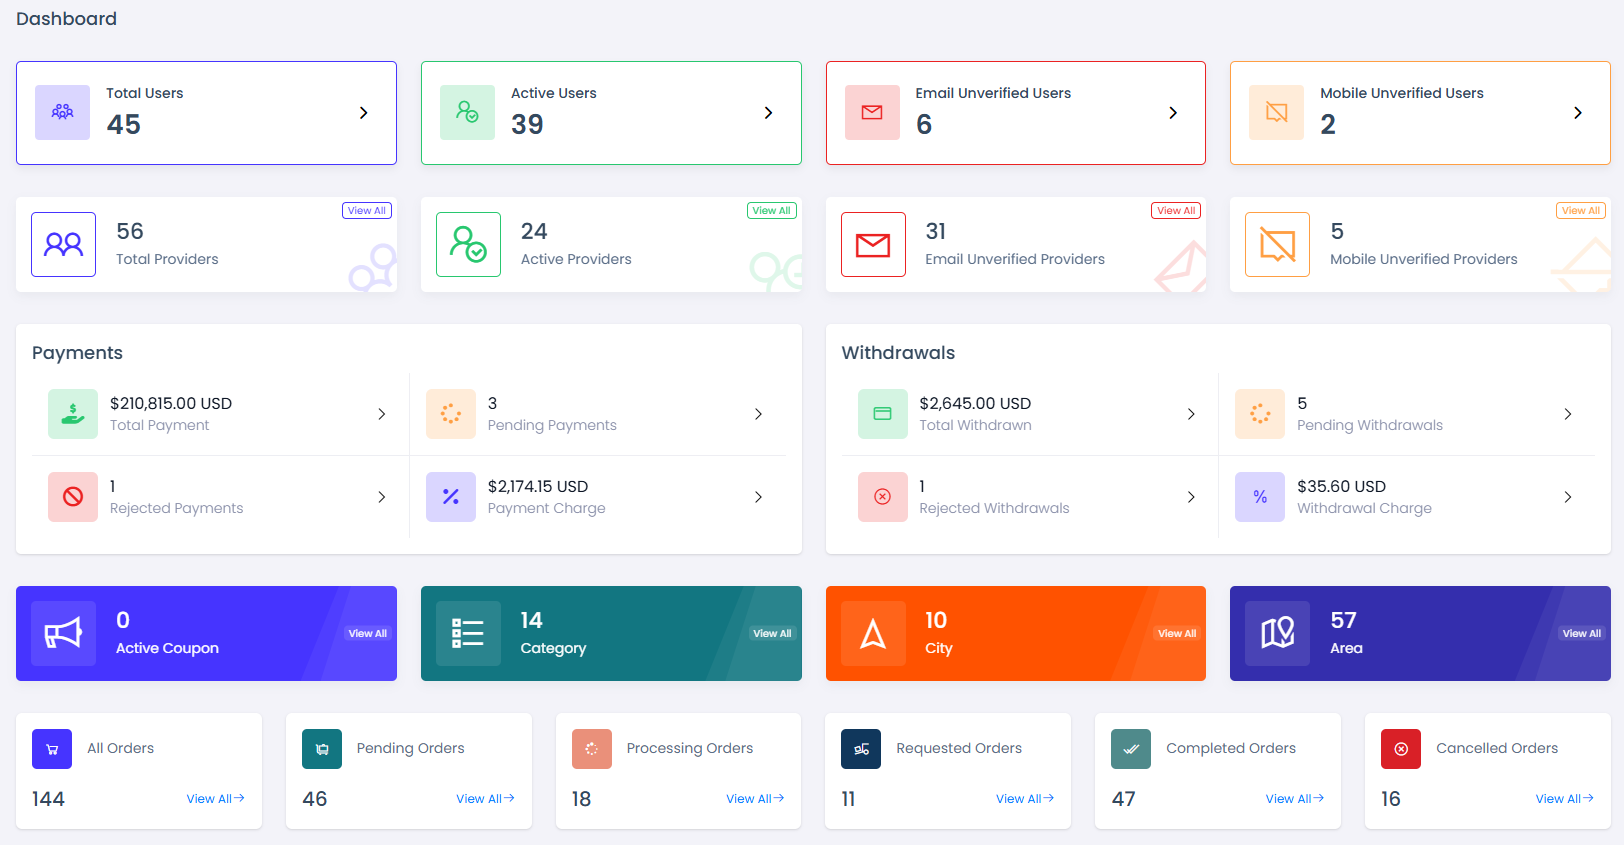 Dashboard
Total Users
45
Active Users
39
Email Unverified Users
6
Mobile Unverified Users
2
View All
56
Total Providers
View All
24
Active Providers
View All
31
Email Unverified Providers
View All
5
Mobile Unverified Providers
Payments
$210,815.00 USD
Total Payment
3
Pending Payments
1
Rejected Payments
$2,174.15 USD
Payment Charge
Withdrawals
$2,645.00 USD
Total Withdrawn
5
Pending Withdrawals
1
Rejected Withdrawals
$35.60 USD
Withdrawal Charge
0
Active Coupon
View All
14
Category
View All
10
City
View All
57
Area
View All
All Orders
144
View All
Pending Orders
46
View All
Processing Orders
18
View All
Requested Orders
11
View All
Completed Orders
47
View All
Cancelled Orders
16
View All